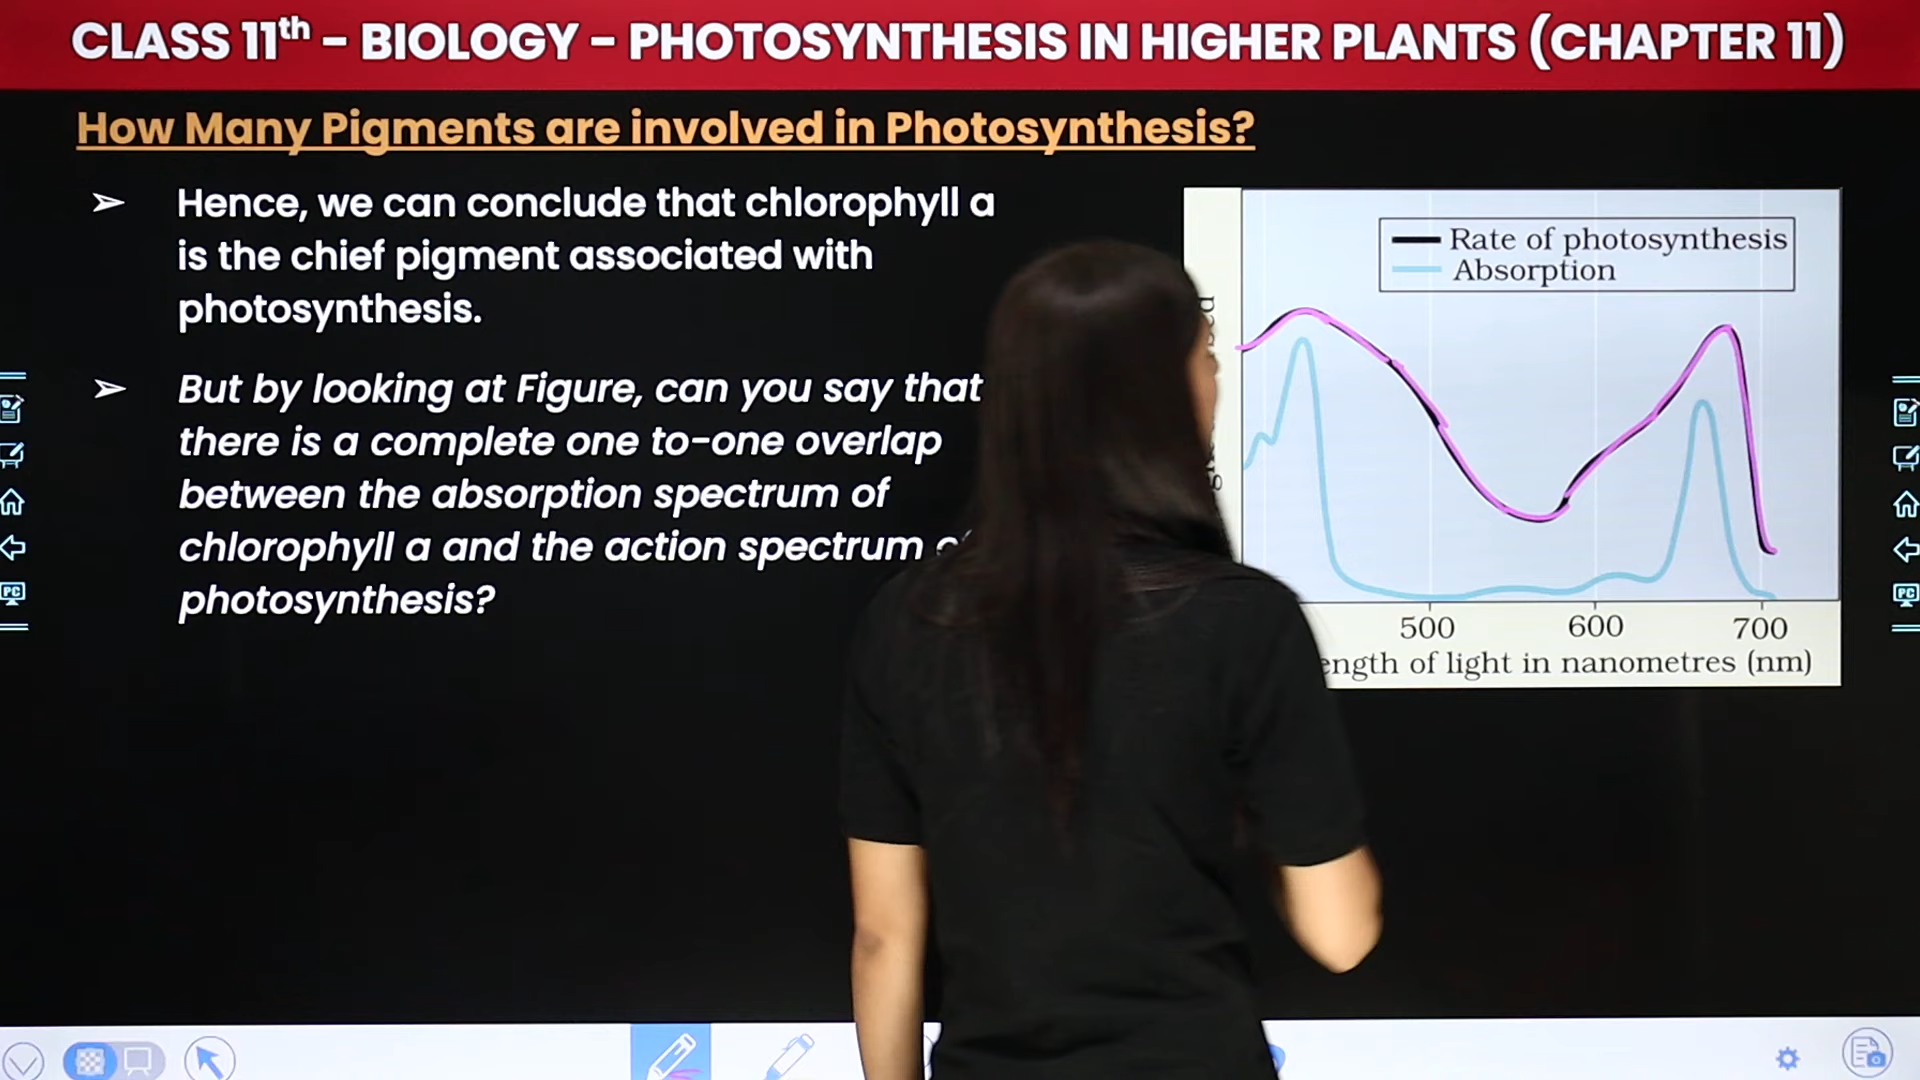 CLASS 11th - BIOLOGY - PHOTOSYNTHESIS IN HIGHER PLANTS (CHAPTER 11)
How Many Pigments are involved in Photosynthesis?
➢ Hence, we can conclude that chlorophyll a
is the chief pigment associated with
photosynthesis.
➢ But by looking at Figure, can you say that
there is a complete one to-one overlap
between the absorption spectrum of
chlorophyll a and the action spectrum
photosynthesis?
Rate of photosynthesis
Absorption
500 600 700
ength of light in nanometres (nm)
PC
PC